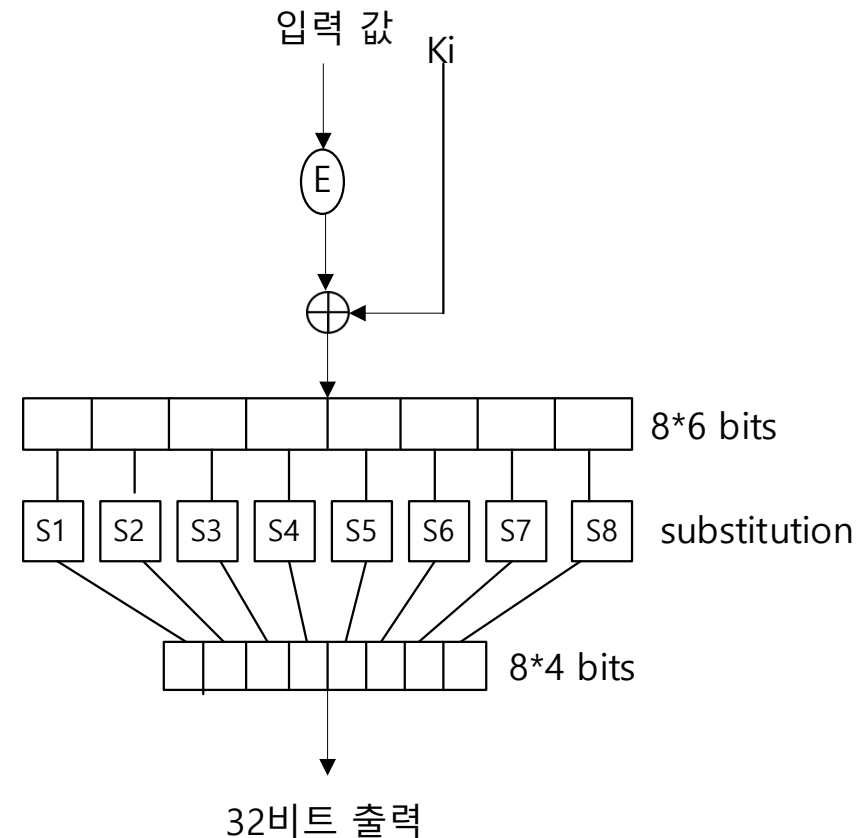 입력 값
Ki
E
8*6 bits
S1 S2 S3 S4 S5 S6 S7 S8 substitution
8*4 bits
32비트 출력